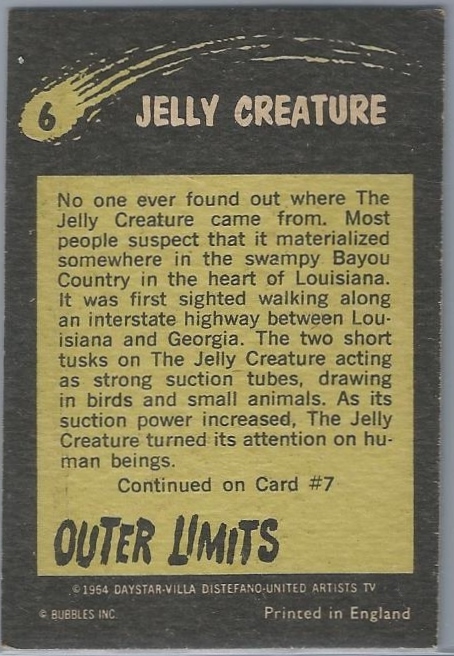 6
JELLY CREATURE
No one ever found out where The
Jelly Creature came from. Most
people suspect that it materialized
somewhere in the swampy Bayou
Country in the heart of Louisiana.
It was first sighted walking along
an interstate highway between Lou-
isiana and Georgia. The two short
tusks on The Jelly Creature acting
as strong suction tubes, drawing
in birds and small animals. As its
suction power increased, The Jelly
Creature turned its attention on hu-
man beings.
Continued on Card #7
OUTER LIMITS
© 1964 DAYSTAR-VILLA DISTEFANO-UNITED ARTISTS TV
© BUBBLES INC. Printed in England